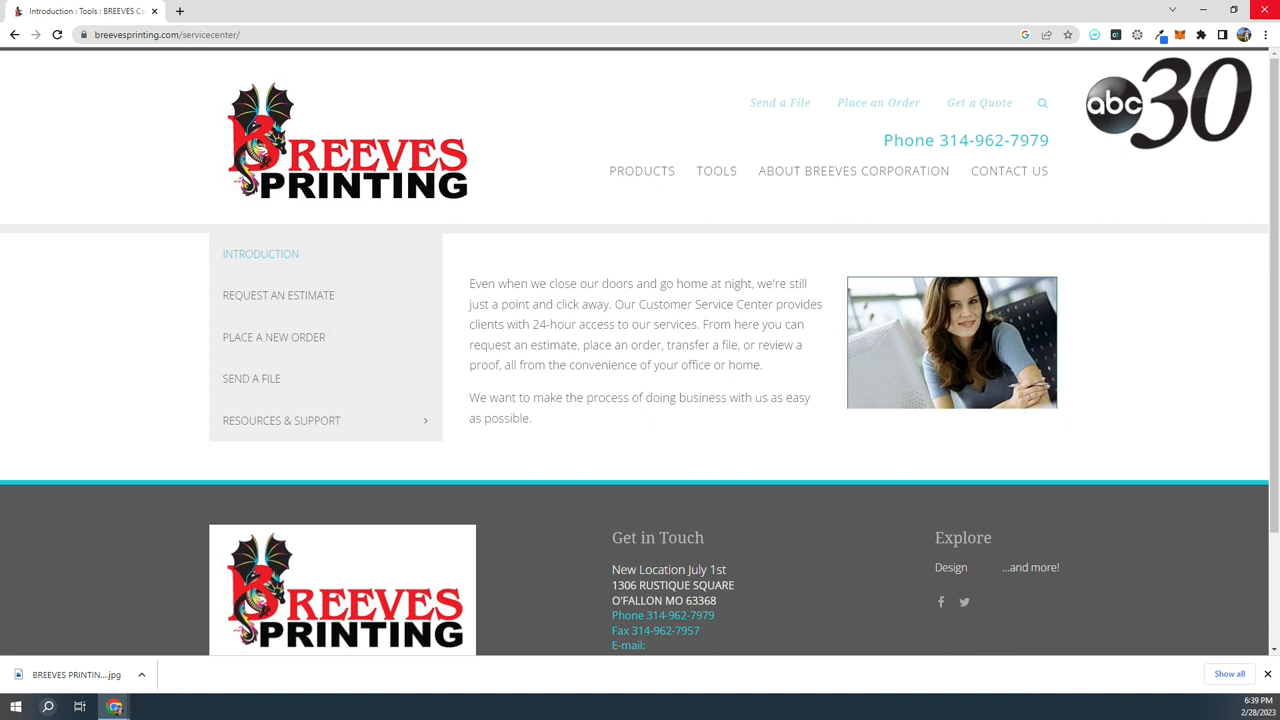 Introduction : Tools : BREEVES Co
breevesprinting.com/servicecenter/
BREEVES
PRINTING
Send a File
Place an Order
Get a Quote
Phone 314-962-7979
PRODUCTS
TOOLS
ABOUT BREEVES CORPORATION
CONTACT US
abc 30
INTRODUCTION
REQUEST AN ESTIMATE
PLACE A NEW ORDER
SEND A FILE
RESOURCES & SUPPORT
Even when we close our doors and go home at night, we're still
just a point and click away. Our Customer Service Center provides
clients with 24-hour access to our services. From here you can
request an estimate, place an order, transfer a file, or review a
proof, all from the convenience of your office or home.
We want to make the process of doing business with us as easy
as possible.
BREEVES
PRINTING
Get in Touch
New Location July 1st
1306 RUSTIQUE SQUARE
O'FALLON MO 63368
Phone 314-962-7979
Fax 314-962-7957
E-mail:
Explore
Design
...and more!
BREEVES PRINTIN....jpg
Show all
6:39 PM
2/28/2023